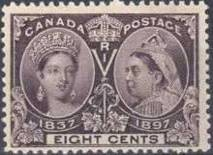 CANADA POSTAGE
V R I
1837 1897
EIGHT CENTS